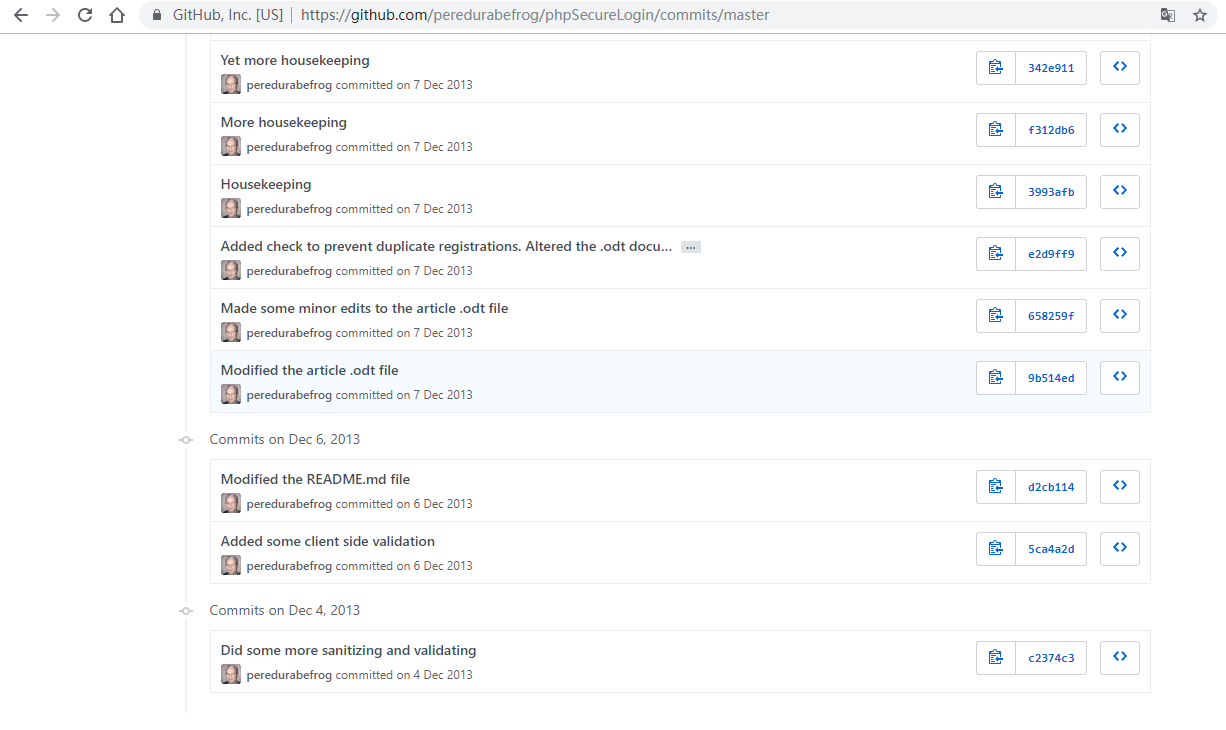 GitHub, Inc. [US] | https://github.com/peredurabefrog/phpSecureLogin/commits/master
Yet more housekeeping
peredurabefrog committed on 7 Dec 2013
342e911
More housekeeping
peredurabefrog committed on 7 Dec 2013
f312db6
Housekeeping
peredurabefrog committed on 7 Dec 2013
3993afb
Added check to prevent duplicate registrations. Altered the .odt docu... …
peredurabefrog committed on 7 Dec 2013
e2d9ff9
Made some minor edits to the article .odt file
peredurabefrog committed on 7 Dec 2013
658259f
Modified the article .odt file
peredurabefrog committed on 7 Dec 2013
9b514ed
Commits on Dec 6, 2013
Modified the README.md file
peredurabefrog committed on 6 Dec 2013
d2cb114
Added some client side validation
peredurabefrog committed on 6 Dec 2013
5ca4a2d
Commits on Dec 4, 2013
Did some more sanitizing and validating
peredurabefrog committed on 4 Dec 2013
c2374c3